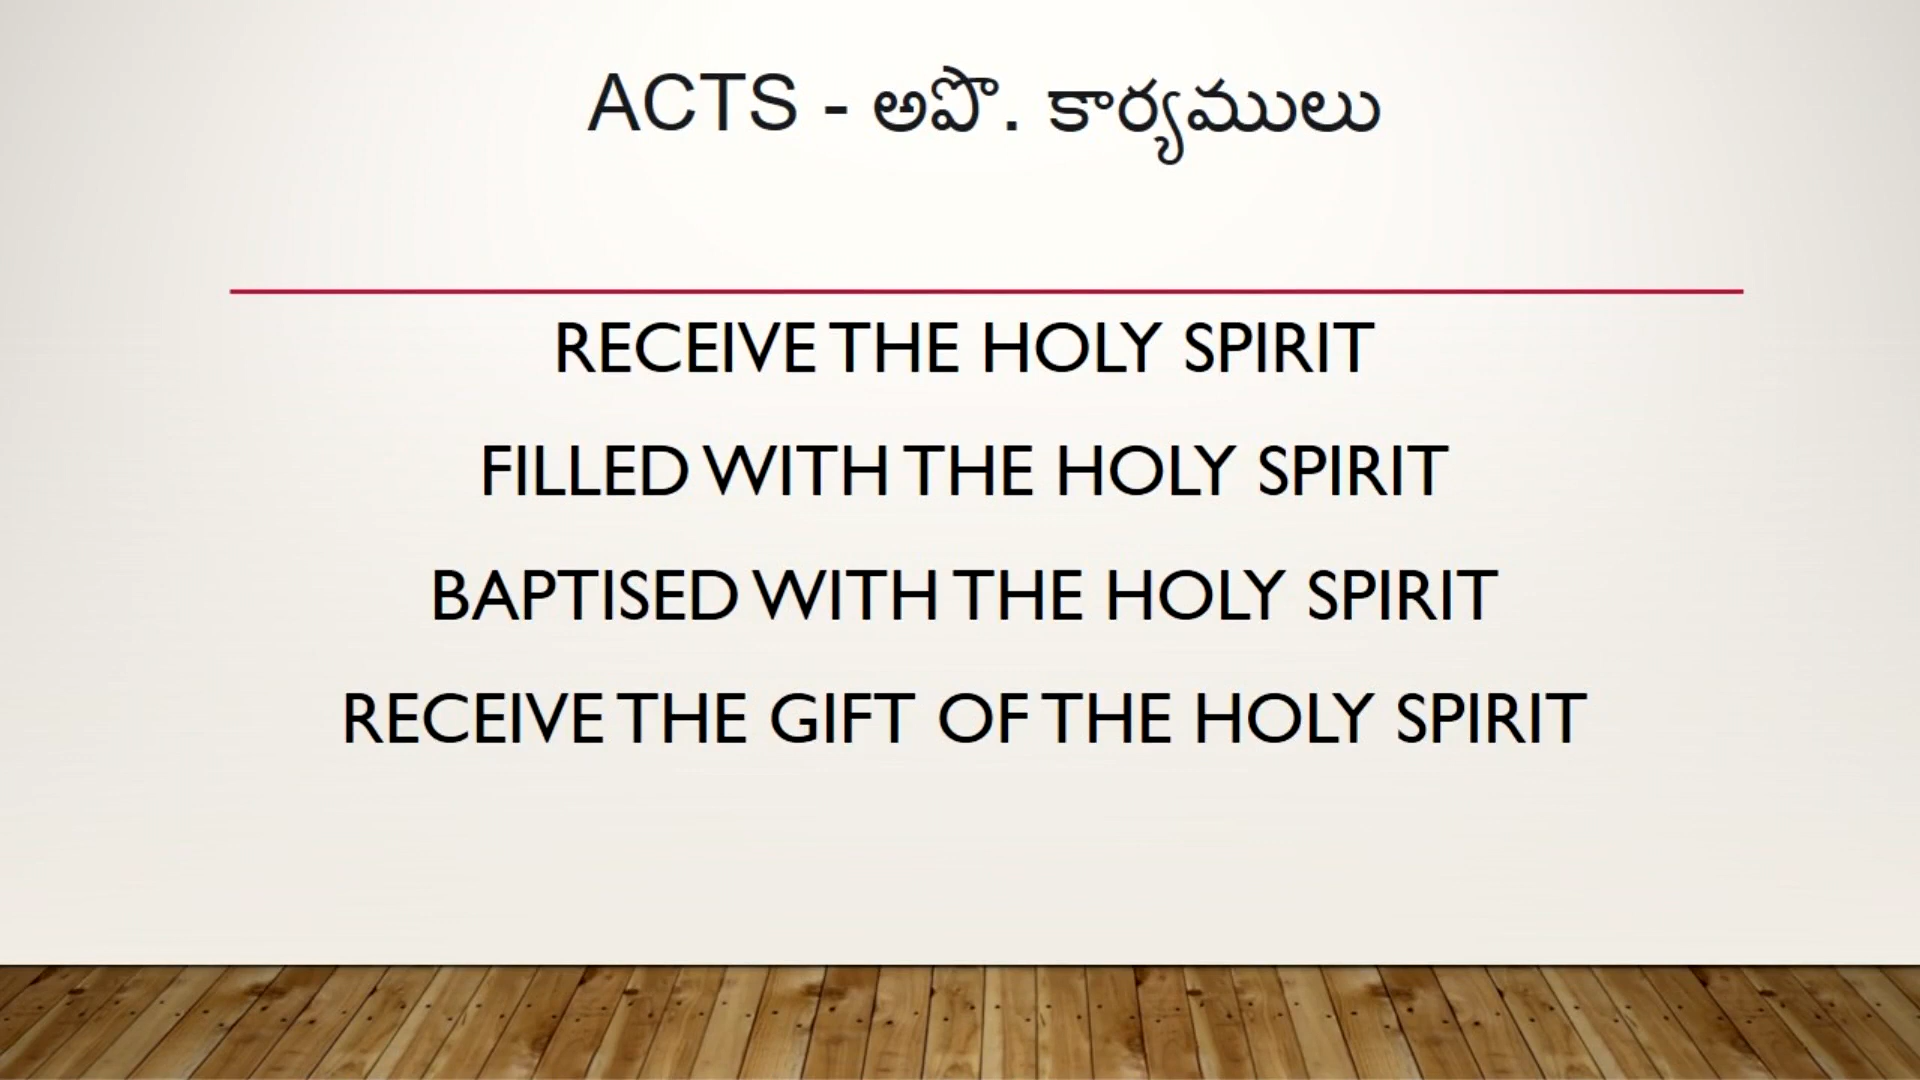 ACTS - అపొ. కార్యములు
RECEIVE THE HOLY SPIRIT
FILLED WITH THE HOLY SPIRIT
BAPTISED WITH THE HOLY SPIRIT
RECEIVE THE GIFT OF THE HOLY SPIRIT